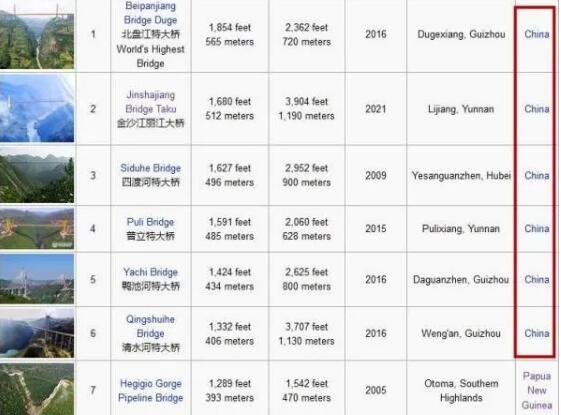 1
Beipanjiang
Bridge Duge
北盘江特大桥
World's Highest
Bridge
1,854 feet
565 meters
2,362 feet
720 meters
2016
Dugexiang, Guizhou
China
2
Jinshajiang
Bridge Taku
金沙江丽江大桥
1,680 feet
512 meters
3,904 feet
1,190 meters
2021
Lijiang, Yunnan
China
3
Siduhe Bridge
四渡河特大桥
1,627 feet
496 meters
2,952 feet
900 meters
2009
Yesanguanzhen, Hubei
China
4
Puli Bridge
普立特大桥
1,591 feet
485 meters
2,060 feet
628 meters
2015
Pulixiang, Yunnan
China
5
Yachi Bridge
鸭池河特大桥
1,424 feet
434 meters
2,625 feet
800 meters
2016
Daguanzhen, Guizhou
China
6
Qingshuihe
Bridge
清水河特大桥
1,332 feet
406 meters
3,707 feet
1,130 meters
2016
Weng'an, Guizhou
China
7
Hegigio Gorge
Pipeline Bridge
1,289 feet
393 meters
1,542 feet
470 meters
2005
Otoma, Southern
Highlands
Papua
New
Guinea